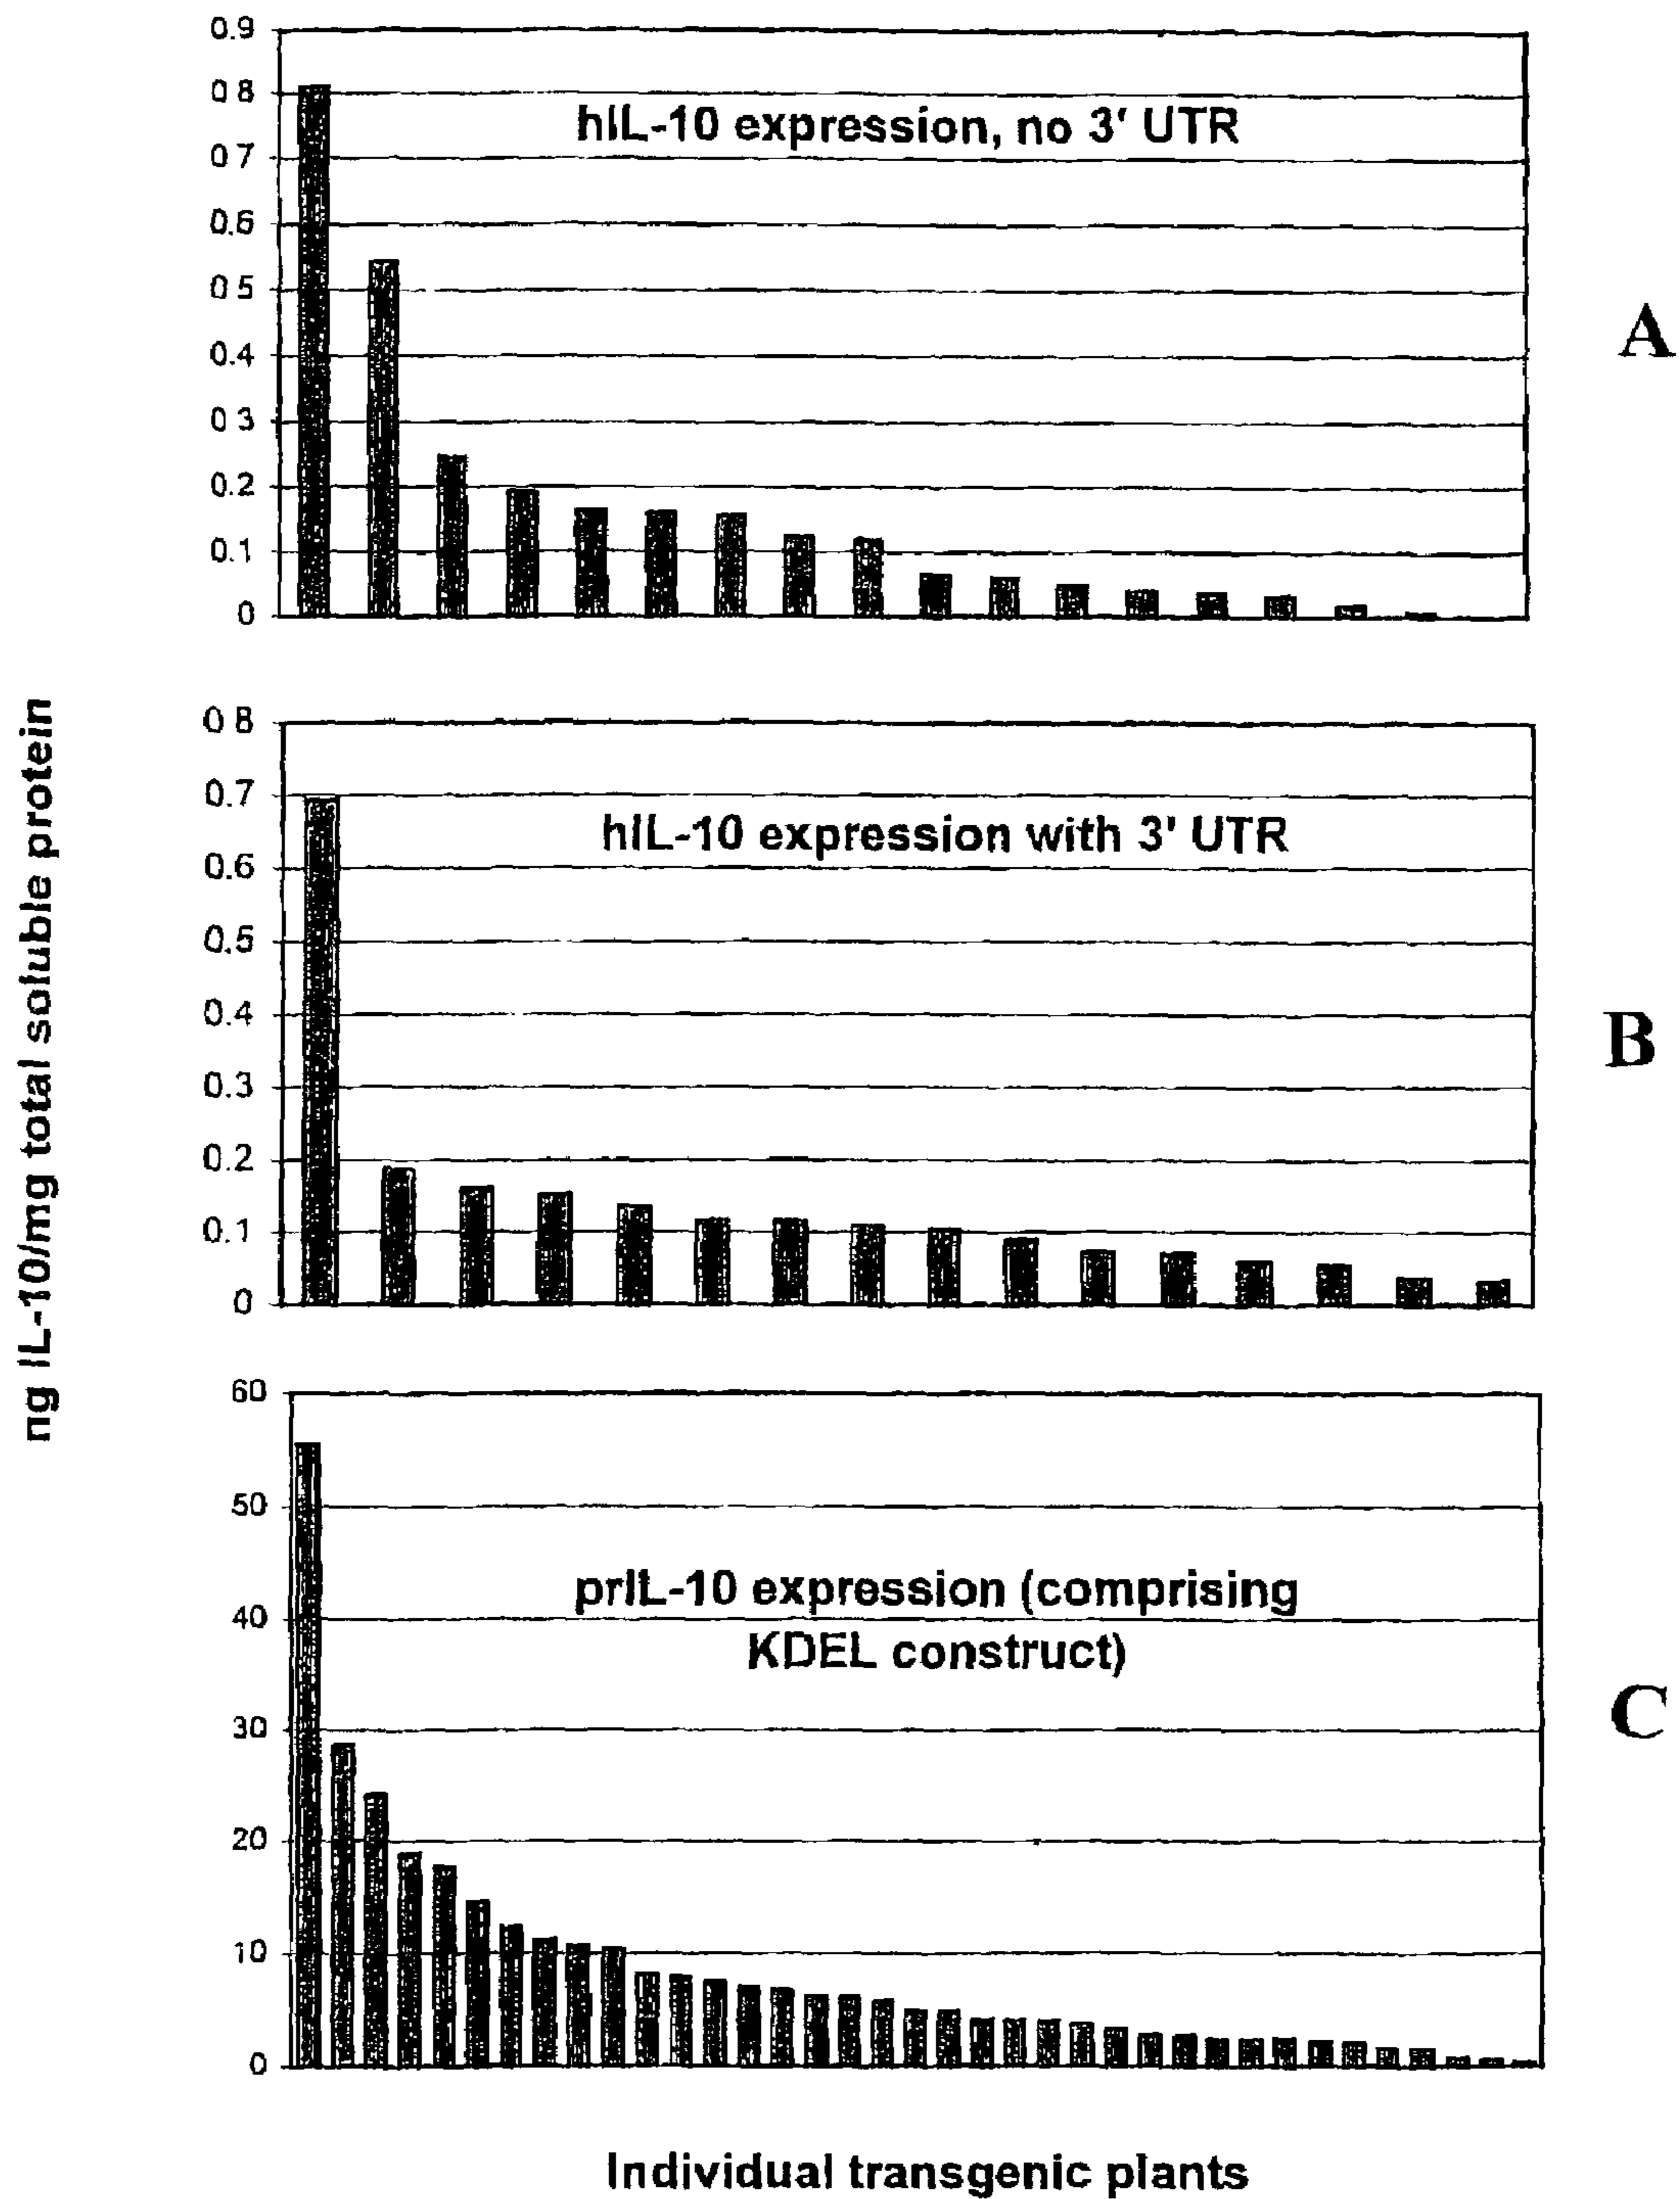 ng IL-10/mg total soluble protein
0.9
0 8
0 7
0.6
0 5
0.4
0 3
0.2
0.1
0
hIL-10 expression, no 3' UTR
A
0 8
0.7
0.6
0.5
0.4
0.3
0.2
0.1
0
hIL-10 expression with 3' UTR
B
60
50
40
30
20
10
0
prIL-10 expression (comprising
KDEL construct)
C
Individual transgenic plants